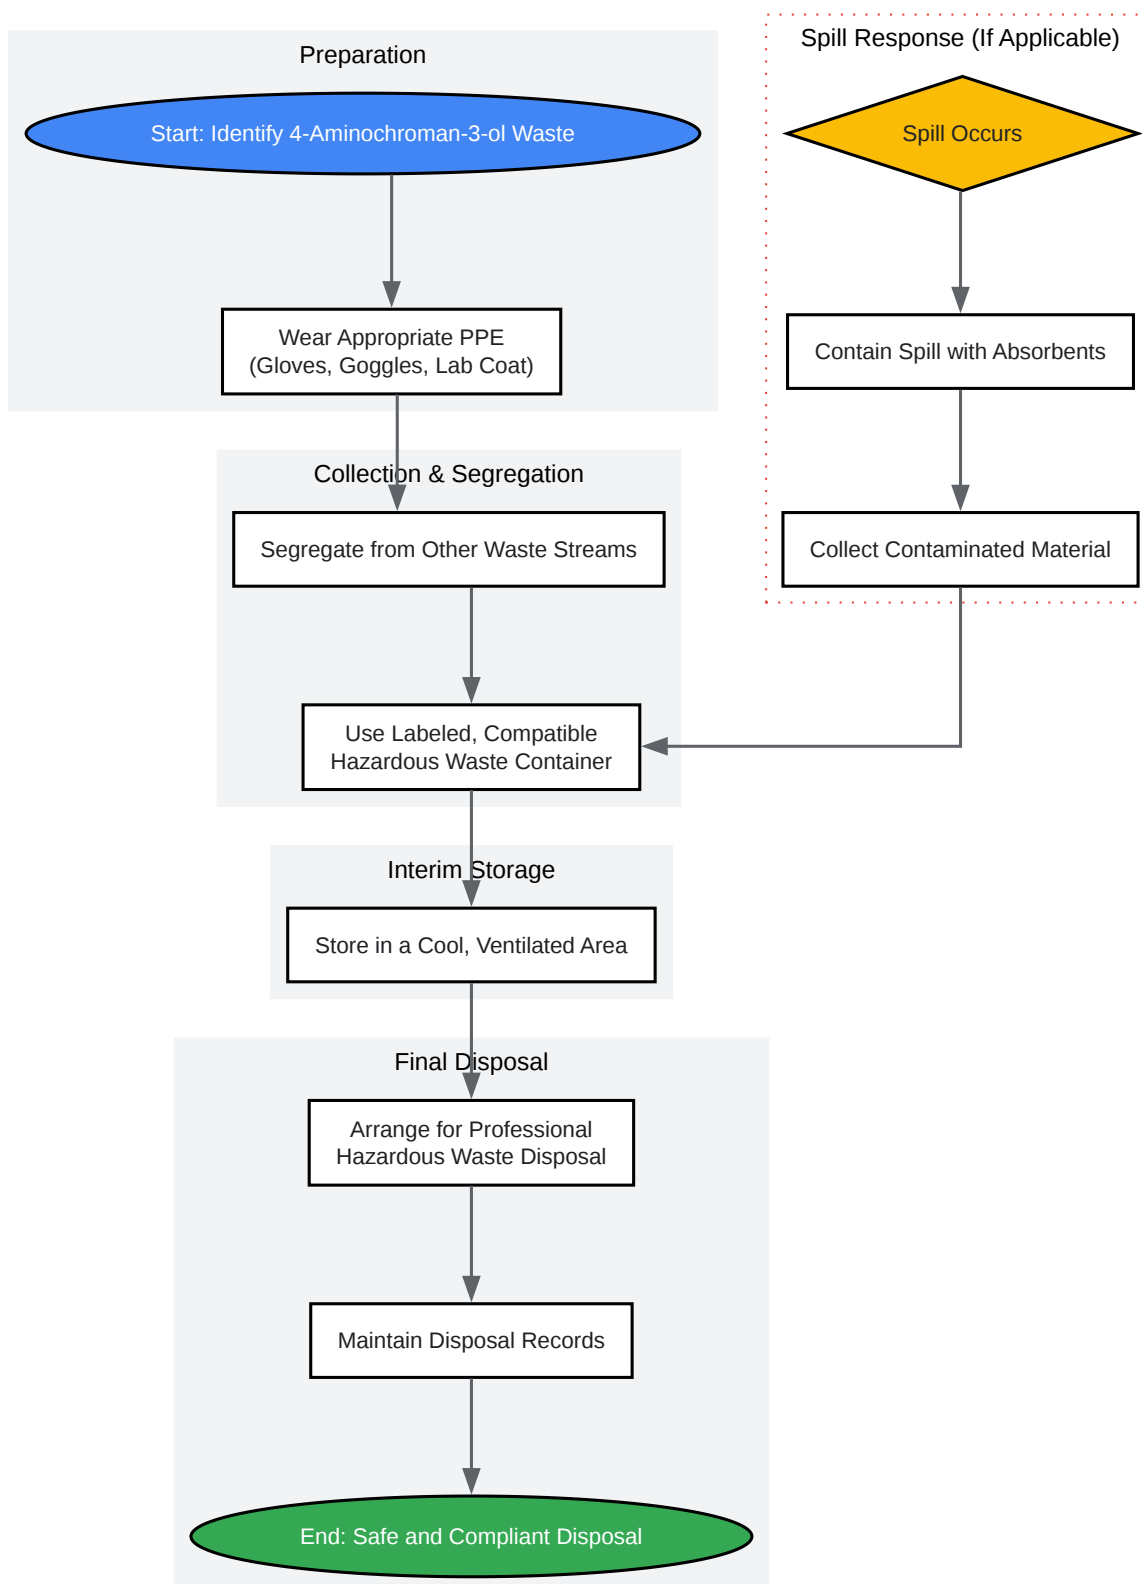 Preparation
Start: Identify 4-Aminochroman-3-ol Waste
Wear Appropriate PPE
(Gloves, Goggles, Lab Coat)
Spill Response (If Applicable)
Spill Occurs
Contain Spill with Absorbents
Collect Contaminated Material
Collection & Segregation
Segregate from Other Waste Streams
Use Labeled, Compatible
Hazardous Waste Container
Interim Storage
Store in a Cool, Ventilated Area
Final Disposal
Arrange for Professional
Hazardous Waste Disposal
Maintain Disposal Records
End: Safe and Compliant Disposal